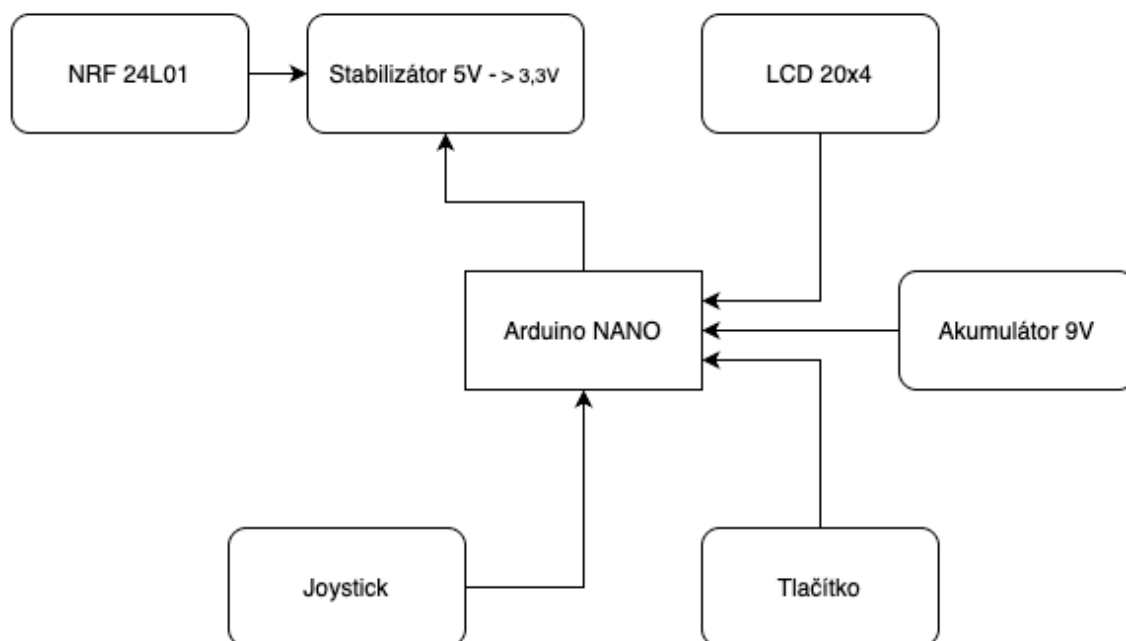 NRF 24L01
Stabilizátor 5V - > 3,3V
LCD 20x4
Arduino NANO
Akumulátor 9V
Joystick
Tlačítko